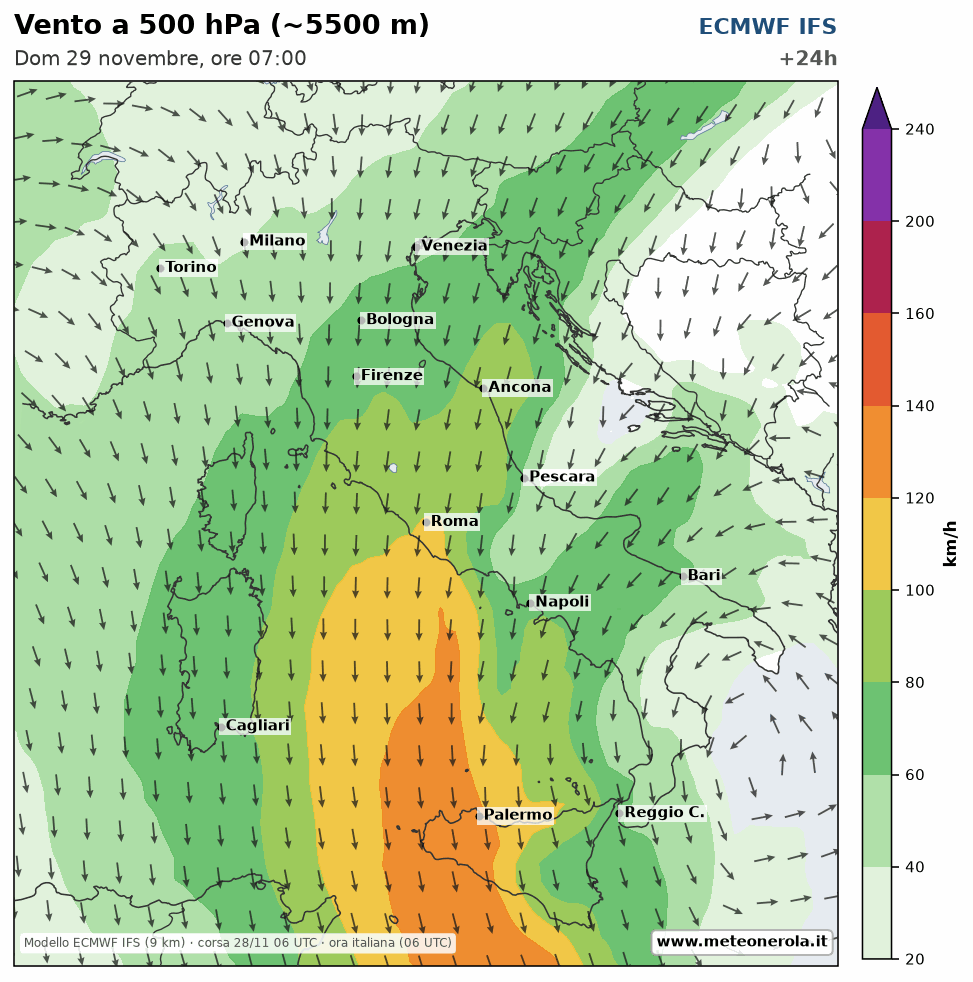 Vento a 500 hPa (~5500 m)
ECMWF IFS
Dom 29 novembre, ore 07:00
+24h
240
200
160
140
120
100
80
60
40
20
km/h
Milano
Venezia
Torino
Genova
Bologna
Firenze
Ancona
Pescara
Roma
Bari
Napoli
Cagliari
Palermo
Reggio C.
Modello ECMWF IFS (9 km) · corsa 28/11 06 UTC · ora italiana (06 UTC)
www.meteonerola.it